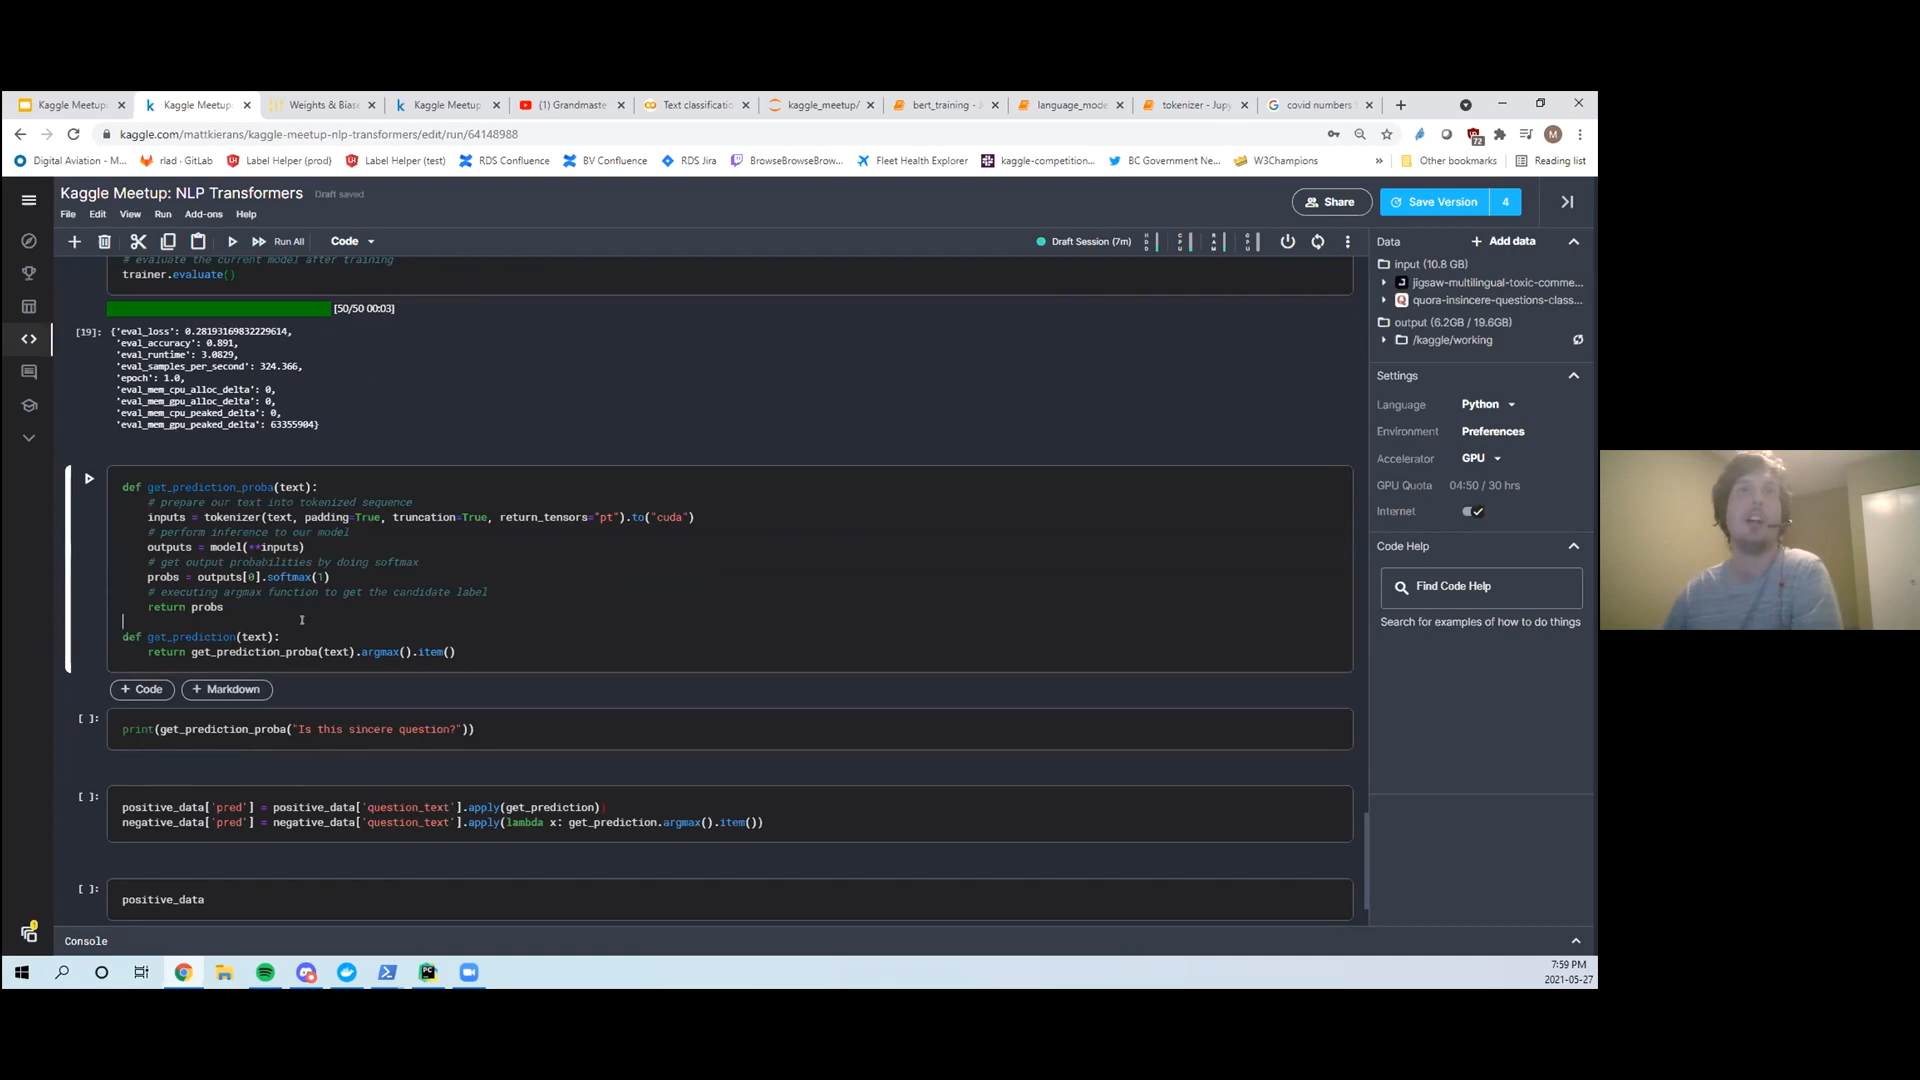 Kaggle Meetup
Kaggle Meetup:
Weights & Biase
Kaggle Meetup:
(1) Grandmaste
Text classificatio
kaggle_meetup/
bert_training - J
language_mode
tokenizer - Jupy
covid numbers
kaggle.com/mattkierans/kaggle-meetup-nlp-transformers/edit/run/64148988
72
M
Digital Aviation - M...
rlad · GitLab
Label Helper (prod)
Label Helper (test)
RDS Confluence
BV Confluence
RDS Jira
BrowseBrowseBrow...
Fleet Health Explorer
kaggle-competition...
BC Government Ne...
W3Champions
»
Other bookmarks
Reading list
Kaggle Meetup: NLP Transformers
Draft saved
File Edit View Run Add-ons Help
Share
Save Version 4
Run All
Code
Draft Session (7m)
HDD
CPU
RAM
GPU
# evaluate the current model after training
trainer.evaluate()
[50/50 00:03]
[19]: {'eval_loss': 0.28193169832229614,
'eval_accuracy': 0.891,
'eval_runtime': 3.0829,
'eval_samples_per_second': 324.366,
'epoch': 1.0,
'eval_mem_cpu_alloc_delta': 0,
'eval_mem_gpu_alloc_delta': 0,
'eval_mem_cpu_peaked_delta': 0,
'eval_mem_gpu_peaked_delta': 63355904}
def get_prediction_proba(text):
# prepare our text into tokenized sequence
inputs = tokenizer(text, padding=True, truncation=True, return_tensors="pt").to("cuda")
# perform inference to our model
outputs = model(**inputs)
# get output probabilities by doing softmax
probs = outputs[0].softmax(1)
# executing argmax function to get the candidate label
return probs
def get_prediction(text):
return get_prediction_proba(text).argmax().item()
+ Code
+ Markdown
[ ]:
print(get_prediction_proba("Is this sincere question?"))
[ ]:
positive_data['pred'] = positive_data['question_text'].apply(get_prediction)
negative_data['pred'] = negative_data['question_text'].apply(lambda x: get_prediction.argmax().item())
[ ]:
positive_data
Console
Data
+ Add data
input (10.8 GB)
jigsaw-multilingual-toxic-comme...
quora-insincere-questions-class...
output (6.2GB / 19.6GB)
/kaggle/working
Settings
Language Python
Environment Preferences
Accelerator GPU
GPU Quota 04:50 / 30 hrs
Internet
Code Help
Find Code Help
Search for examples of how to do things
7:59 PM
2021-05-27